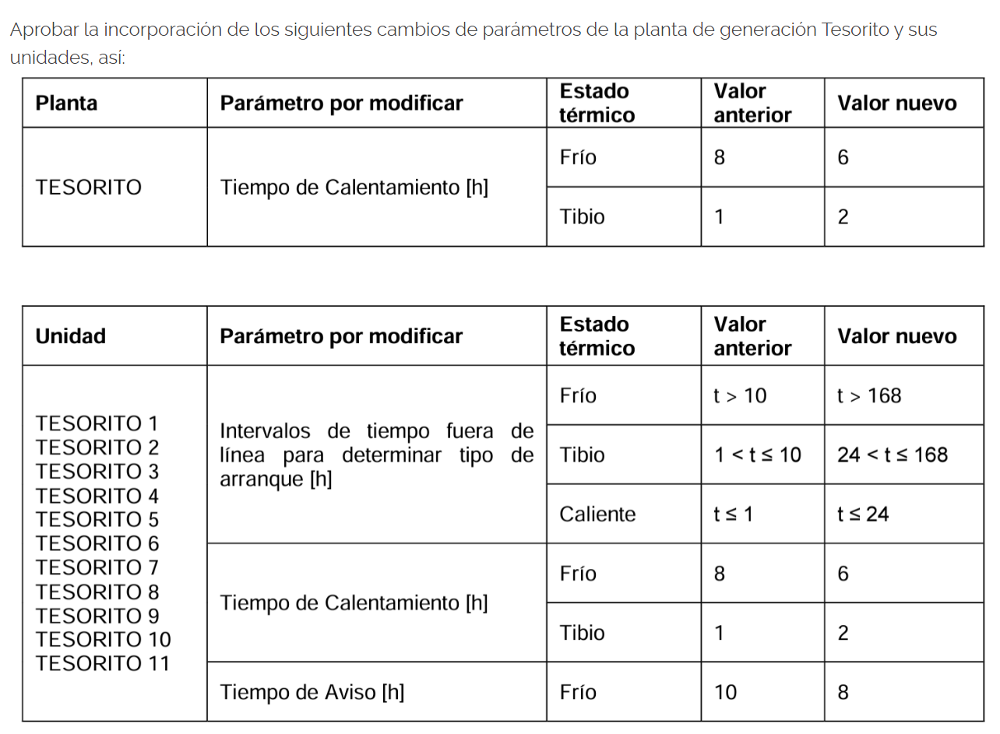 Aprobar la incorporación de los siguientes cambios de parámetros de la planta de generación Tesorito y sus
unidades, así:
Planta Parámetro por modificar Estado térmico Valor anterior Valor nuevo
TESORITO Tiempo de Calentamiento [h] Frío 8 6
Tibio 1 2
Unidad Parámetro por modificar Estado térmico Valor anterior Valor nuevo
TESORITO 1
TESORITO 2
TESORITO 3
TESORITO 4
TESORITO 5
TESORITO 6
TESORITO 7
TESORITO 8
TESORITO 9
TESORITO 10
TESORITO 11
Intervalos de tiempo fuera de
línea para determinar tipo de
arranque [h]
Frío t > 10 t > 168
Tibio 1 < t ≤ 10 24 < t ≤ 168
Caliente t ≤ 1 t ≤ 24
Tiempo de Calentamiento [h] Frío 8 6
Tibio 1 2
Tiempo de Aviso [h] Frío 10 8